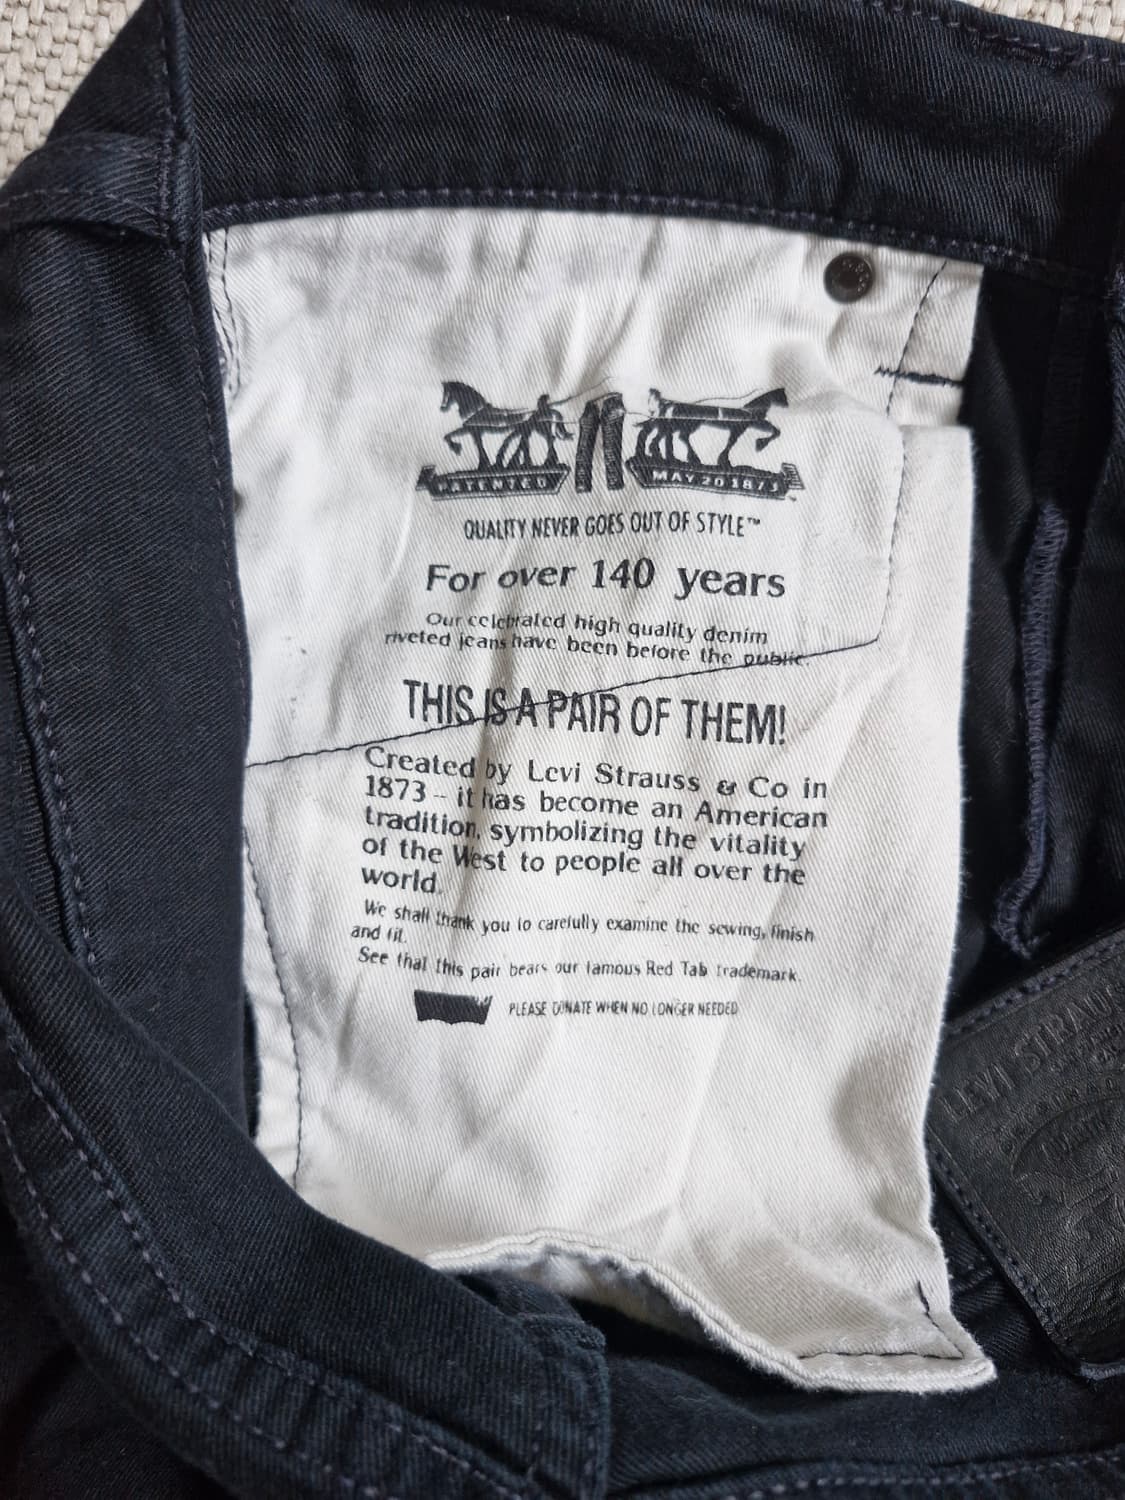 PATENTED
MAY 20 1873
QUALITY NEVER GOES OUT OF STYLE™
For over 140 years
Our celebrated high quality denim
riveted jeans have been before the public.
THIS IS A PAIR OF THEM!
Created by Levi Strauss & Co in
1873 - it has become an American
tradition, symbolizing the vitality
of the West to people all over the
world.
We shall thank you to carefully examine the sewing, finish
and fit.
See that this pair bears our famous Red Tab trademark.
PLEASE DONATE WHEN NO LONGER NEEDED
LEVI STRAUSS